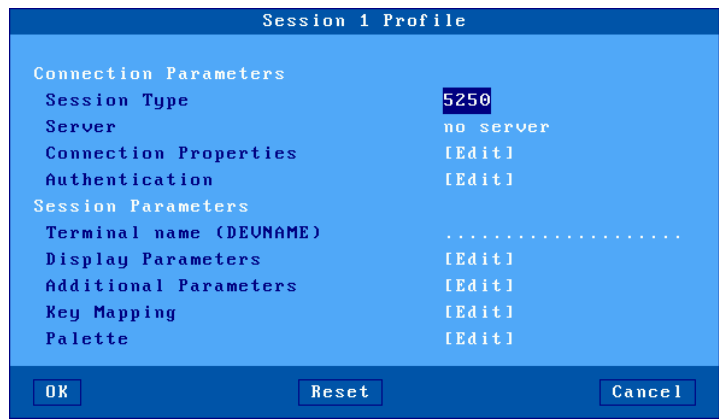 Session 1 Profile
Connection Parameters
Session Type 5250
Server no server
Connection Properties [Edit]
Authentication [Edit]
Session Parameters
Terminal name (DEVNAME) ....................
Display Parameters [Edit]
Additional Parameters [Edit]
Key Mapping [Edit]
Palette [Edit]
OK Reset Cancel